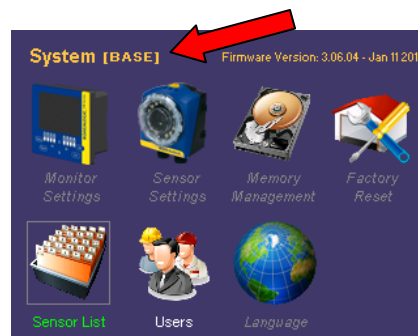 System [BASE]
Firmware Version: 3.06.04 - Jan 11 201
Monitor
Settings
Sensor
Settings
Memory
Management
Factory
Reset
Sensor List
Users
Language